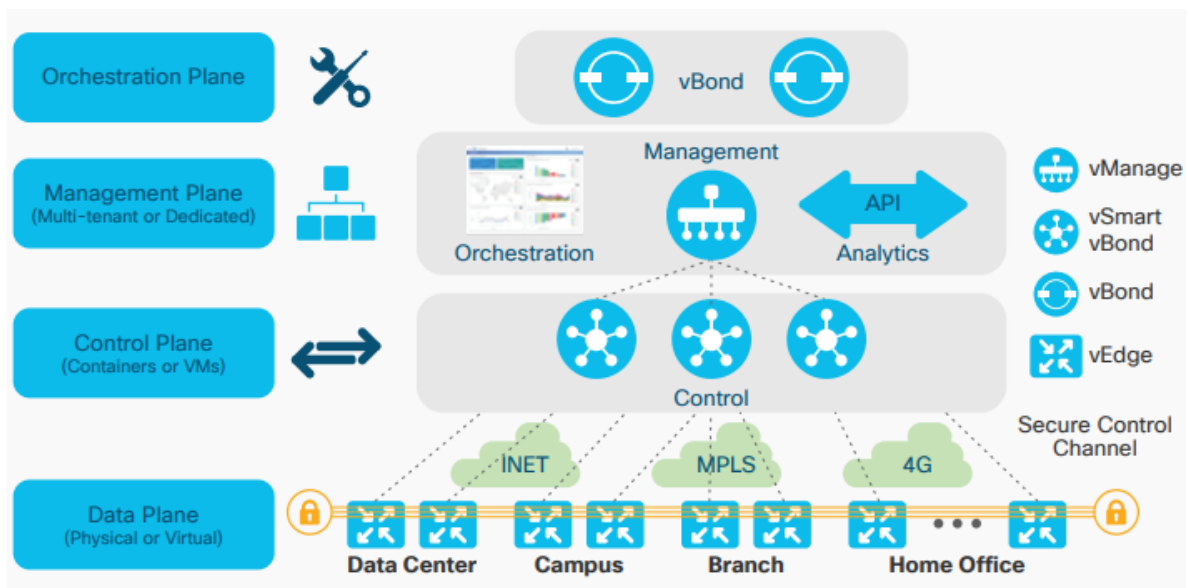 Orchestration Plane
vBond
Management Plane
(Multi-tenant or Dedicated)
Management
Orchestration
API
Analytics
Control Plane
(Containers or VMs)
Control
INET
MPLS
4G
Data Plane
(Physical or Virtual)
Data Center
Campus
Branch
Home Office
vManage
vSmart
vBond
vBond
vEdge
Secure Control
Channel